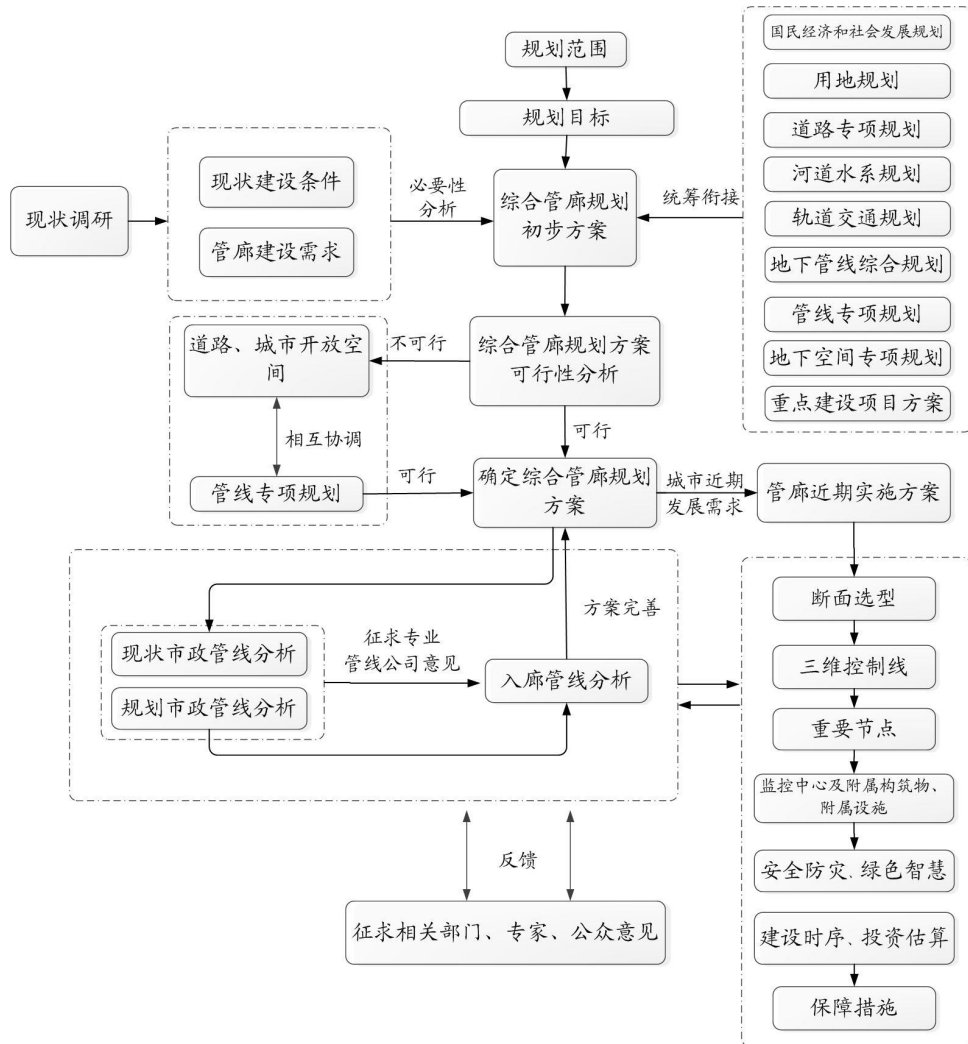 规划范围
规划目标
现状调研
现状建设条件
管廊建设需求
必要性
分析
综合管廊规划
初步方案
统筹衔接
国民经济和社会发展规划
用地规划
道路专项规划
河道水系规划
轨道交通规划
地下管线综合规划
管线专项规划
地下空间专项规划
重点建设项目方案
道路、城市开放空
间
不可行
综合管廊规划方案
可行性分析
相互协调
可行
管线专项规划
可行
确定综合管廊规划
方案
城市近期
发展需求
管廊近期实施方案
现状市政管线分析
规划市政管线分析
征求专业
管线公司意见
入廊管线分析
方案完善
断面选型
三维控制线
重要节点
监控中心及附属构筑物、
附属设施
安全防灾、绿色智慧
建设时序、投资估算
保障措施
反馈
征求相关部门、专家、公众意见